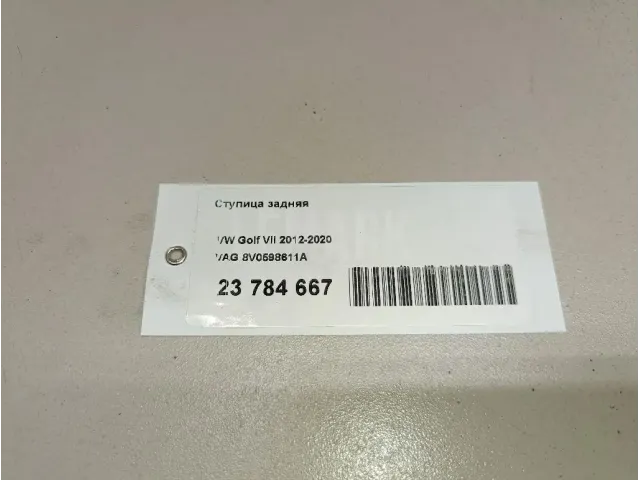 Ступица задняя
VW Golf VII 2012-2020
VAG 8V0598611A
23 784 667